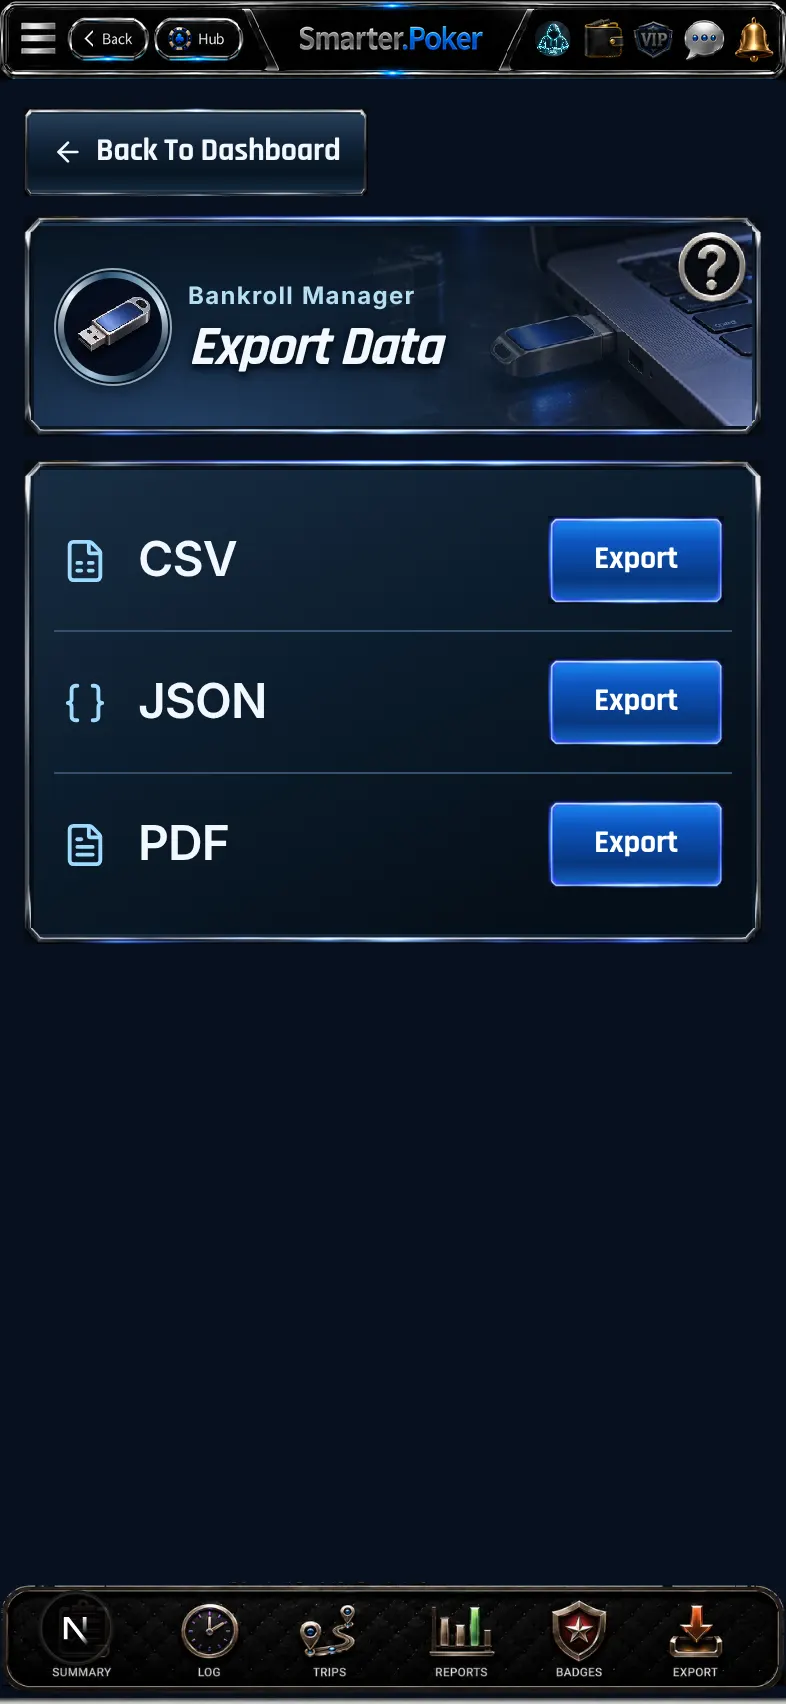 Back
Hub
Smarter.Poker
VIP
Back To Dashboard
?
Bankroll Manager
Export Data
CSV
Export
{ } JSON
Export
PDF
Export
N
SUMMARY
LOG
TRIPS
REPORTS
BADGES
EXPORT